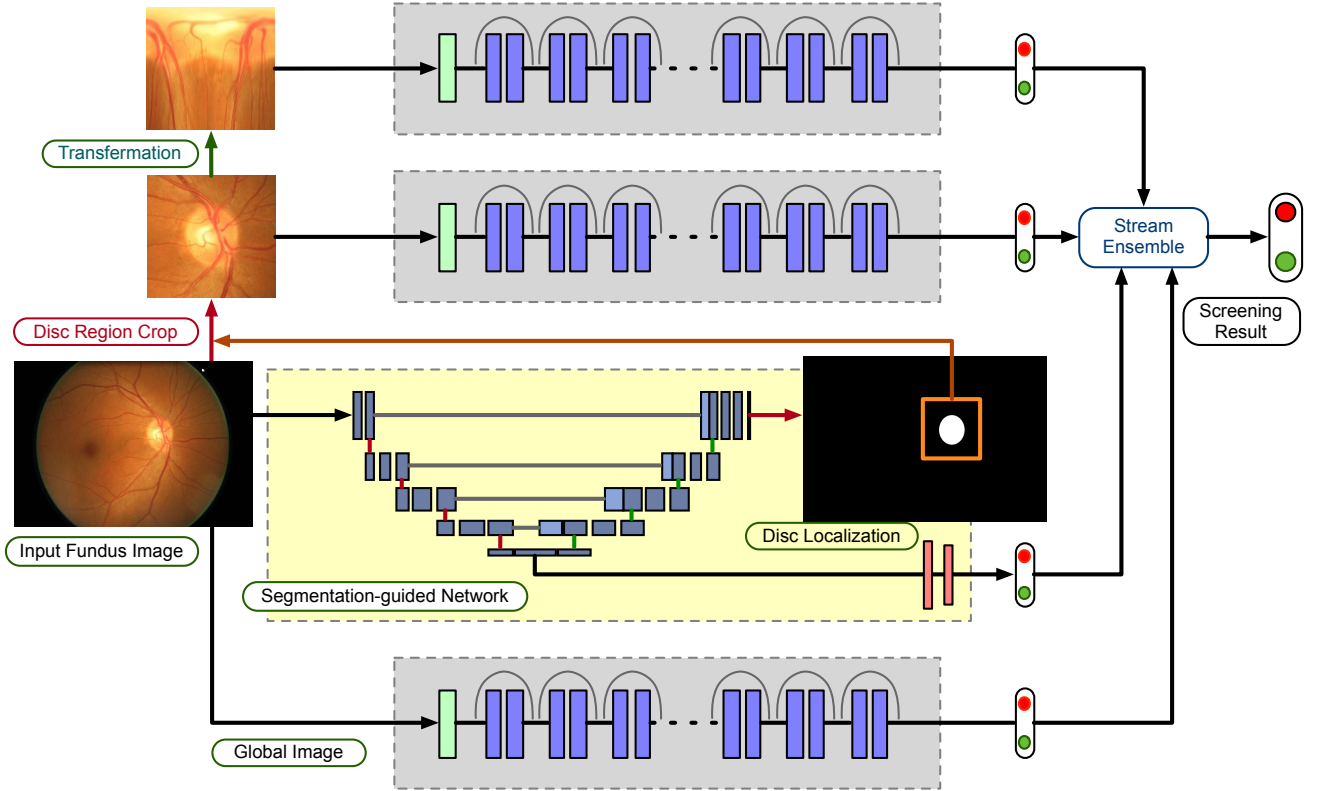 Transfermation
Stream
Ensemble
Disc Region Crop
Screening
Result
Input Fundus Image
Disc Localization
Segmentation-guided Network
Global Image